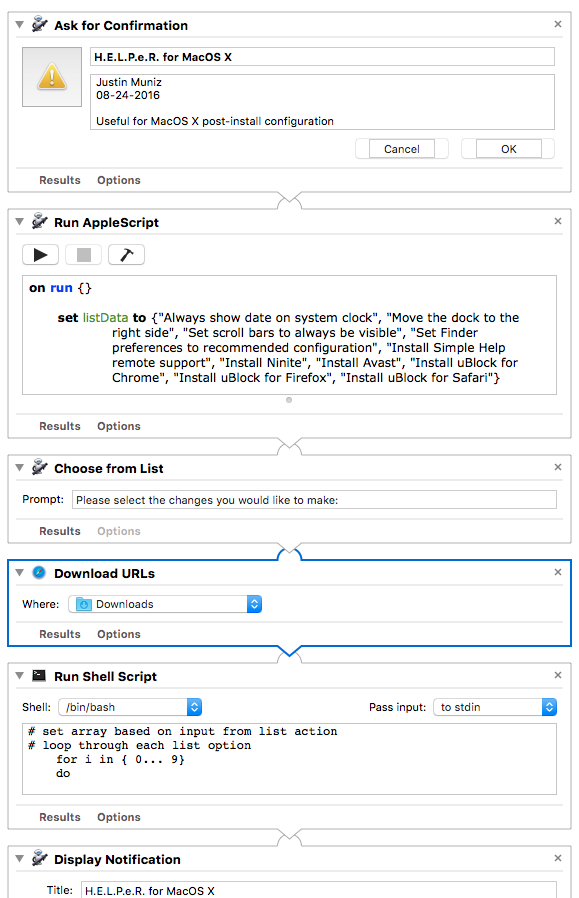 Ask for Confirmation
H.E.L.P.e.R. for MacOS X
Justin Muniz
08-24-2016
Useful for MacOS X post-install configuration
Cancel OK
Results Options
Run AppleScript
on run {}
set listData to {"Always show date on system clock", "Move the dock to the
right side", "Set scroll bars to always be visible", "Set Finder
preferences to recommended configuration", "Install Simple Help
remote support", "Install Ninite", "Install Avast", "Install uBlock for
Chrome", "Install uBlock for Firefox", "Install uBlock for Safari"}
Results Options
Choose from List
Prompt: Please select the changes you would like to make:
Results Options
Download URLs
Where: Downloads
Results Options
Run Shell Script
Shell: /bin/bash Pass input: to stdin
# set array based on input from list action
# loop through each list option
for i in { 0... 9}
do
Results Options
Display Notification
Title: H.E.L.P.e.R. for MacOS X